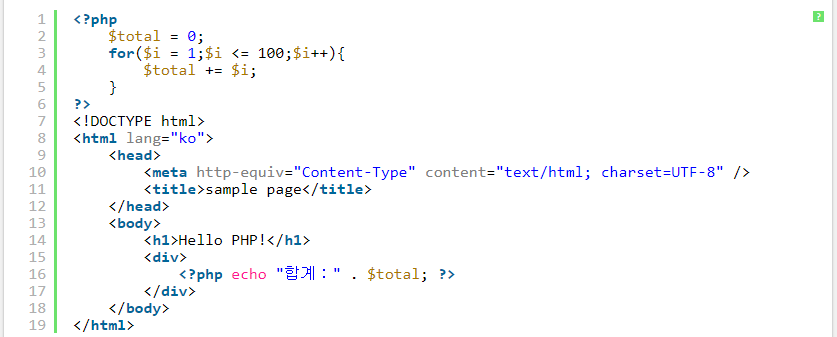 1 <?php
2     $total = 0;
3     for($i = 1;$i <= 100;$i++){
4         $total += $i;
5     }
6 ?>
7 <!DOCTYPE html>
8 <html lang="ko">
9     <head>
10         <meta http-equiv="Content-Type" content="text/html; charset=UTF-8" />
11         <title>sample page</title>
12     </head>
13     <body>
14         <h1>Hello PHP!</h1>
15         <div>
16             <?php echo "합계：" . $total; ?>
17         </div>
18     </body>
19 </html>
?